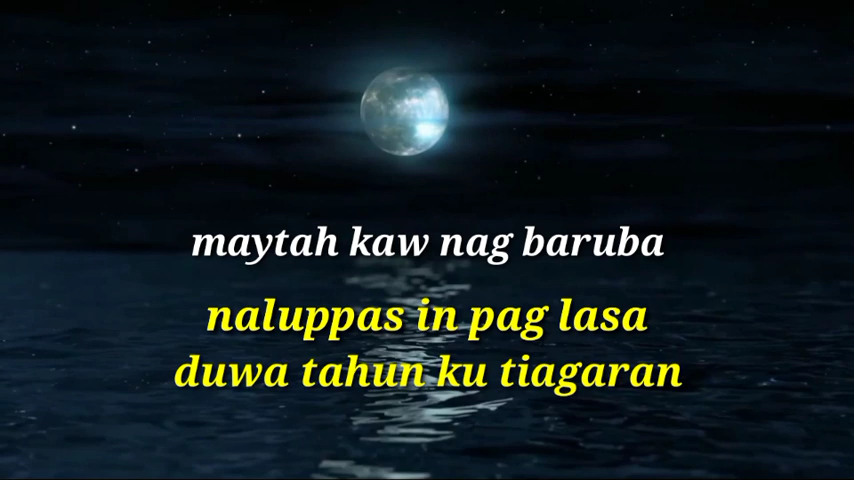 maytah kaw nag baruba
naluppas in pag lasa
duwa tahun ku tiagaran